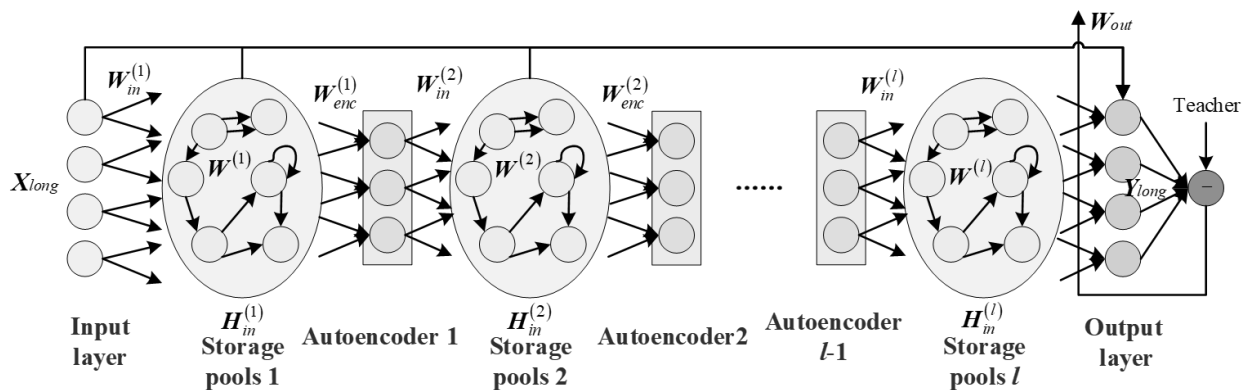 W_out
W_in^(1)
W_enc^(1)
W_in^(2)
W_enc^(2)
W_in^(l)
Teacher
X_long
W^(1)
W^(2)
......
W^(l)
Y_long
−
H_in^(1)
H_in^(2)
H_in^(l)
Input
layer
Storage
pools 1
Autoencoder 1
Storage
pools 2
Autoencoder2
Autoencoder
l-1
Storage
pools l
Output
layer